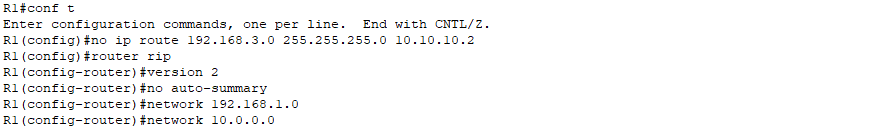 R1#conf t
Enter configuration commands, one per line.  End with CNTL/Z.
R1(config)#no ip route 192.168.3.0 255.255.255.0 10.10.10.2
R1(config)#router rip
R1(config-router)#version 2
R1(config-router)#no auto-summary
R1(config-router)#network 192.168.1.0
R1(config-router)#network 10.0.0.0